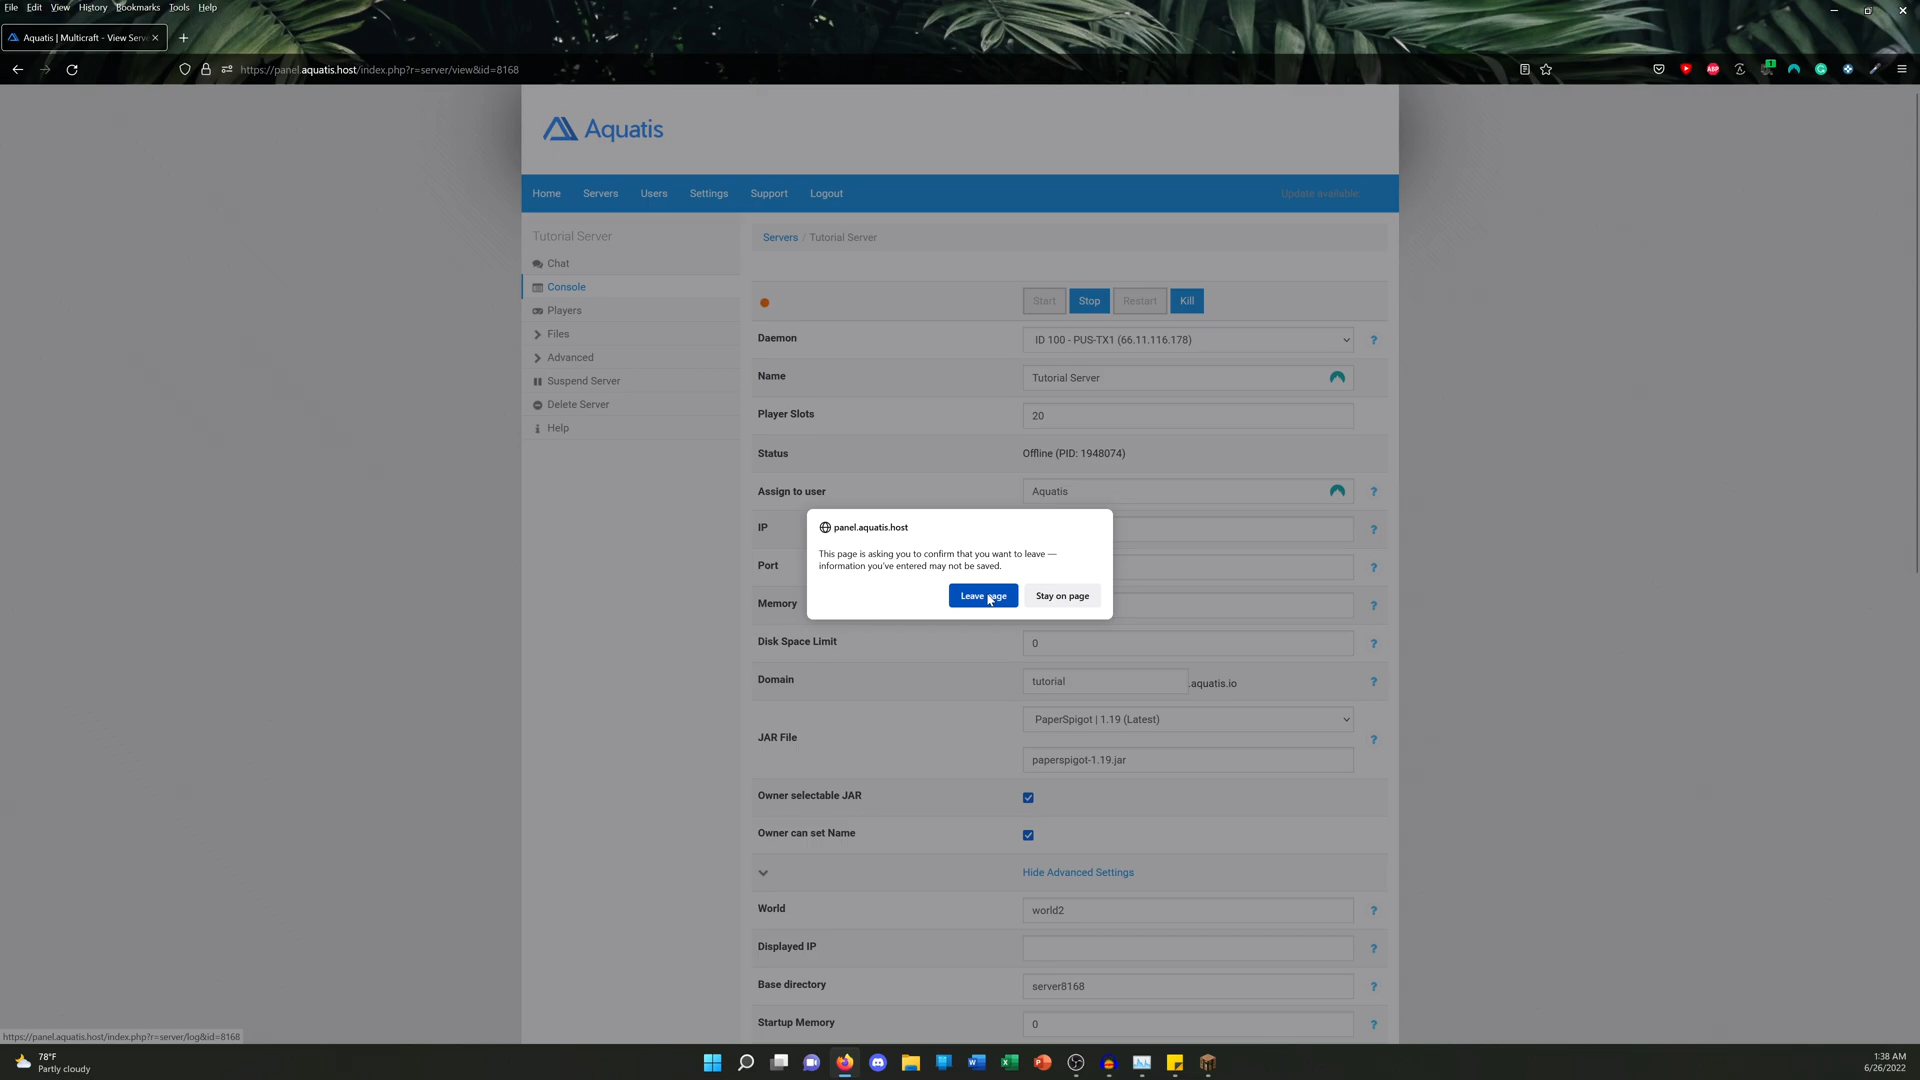 File Edit View History Bookmarks Tools Help
Aquatis | Multicraft - View Serv
https://panel.aquatis.host/index.php?r=server/view&id=8168
ABP
1
Aquatis
Home Servers Users Settings Support Logout
Update available
Tutorial Server
Chat
Console
Players
Files
Advanced
Suspend Server
Delete Server
Help
Servers / Tutorial Server
Start Stop Restart Kill
Daemon ID 100 - PUS-TX1 (66.11.116.178) ?
Name Tutorial Server
Player Slots 20
Status Offline (PID: 1948074)
Assign to user Aquatis ?
IP ?
Port ?
Memory ?
panel.aquatis.host
This page is asking you to confirm that you want to leave —
information you've entered may not be saved.
Leave page Stay on page
Disk Space Limit 0 ?
Domain tutorial .aquatis.io ?
JAR File PaperSpigot | 1.19 (Latest) ?
paperspigot-1.19.jar
Owner selectable JAR
Owner can set Name
Hide Advanced Settings
World world2 ?
Displayed IP ?
Base directory server8168 ?
Startup Memory 0 ?
https://panel.aquatis.host/index.php?r=server/log&id=8168
78°F
Partly cloudy
1:38 AM
6/26/2022